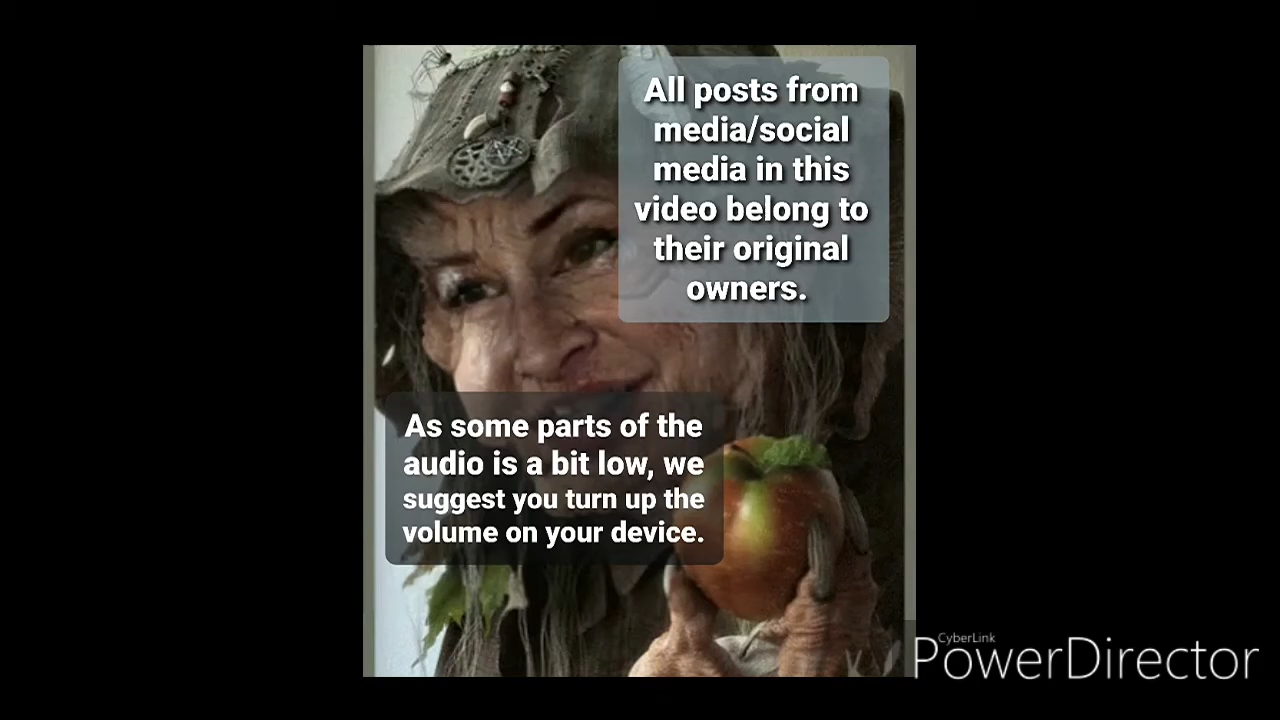 All posts from
media/social
media in this
video belong to
their original
owners.
As some parts of the
audio is a bit low, we
suggest you turn up the
volume on your device.
CyberLink
PowerDirector